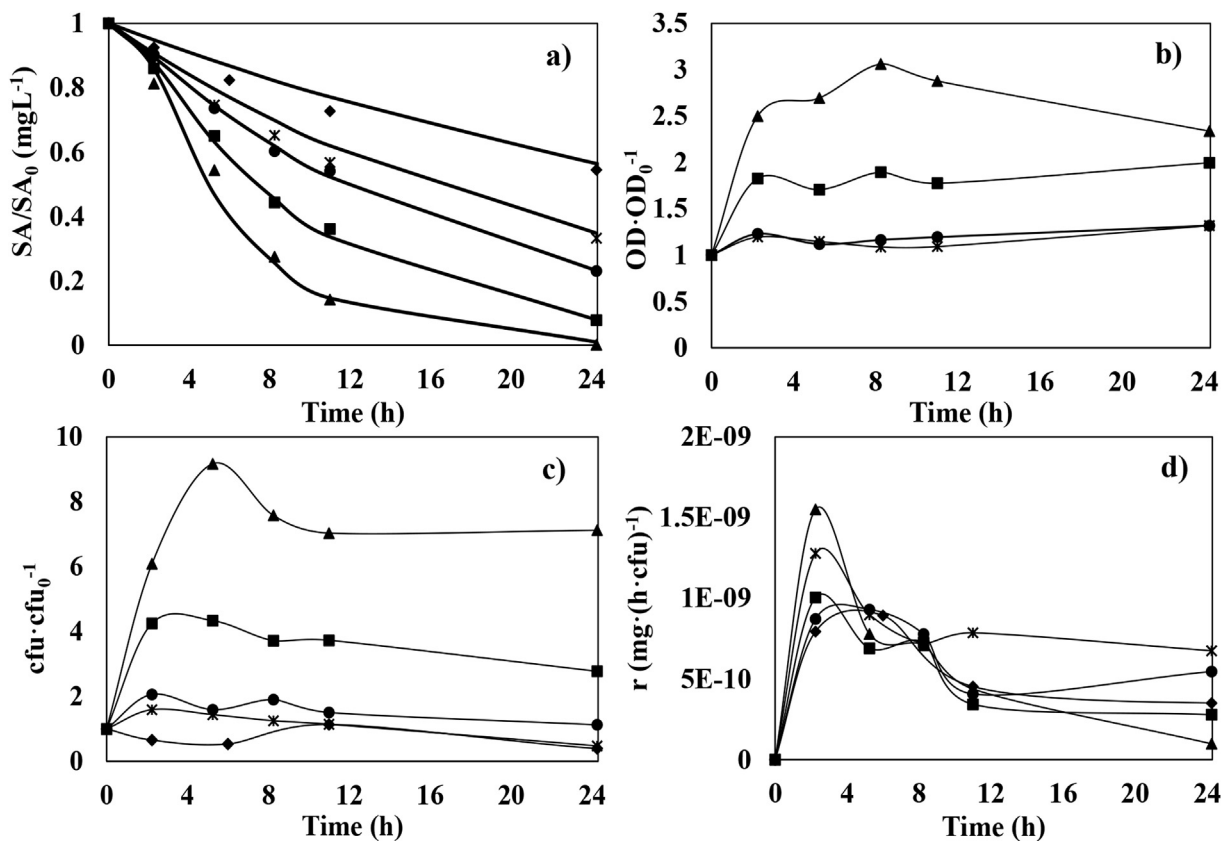 a)
SA/SA₀ (mgL⁻¹)
1
0.8
0.6
0.4
0.2
0
0 4 8 12 16 20 24
Time (h)
b)
OD·OD₀⁻¹
3.5
3
2.5
2
1.5
1
0.5
0
0 4 8 12 16 20 24
Time (h)
c)
cfu·cfu₀⁻¹
10
8
6
4
2
0
0 4 8 12 16 20 24
Time (h)
d)
r (mg·(h·cfu)⁻¹)
2E-09
1.5E-09
1E-09
5E-10
0
0 4 8 12 16 20 24
Time (h)